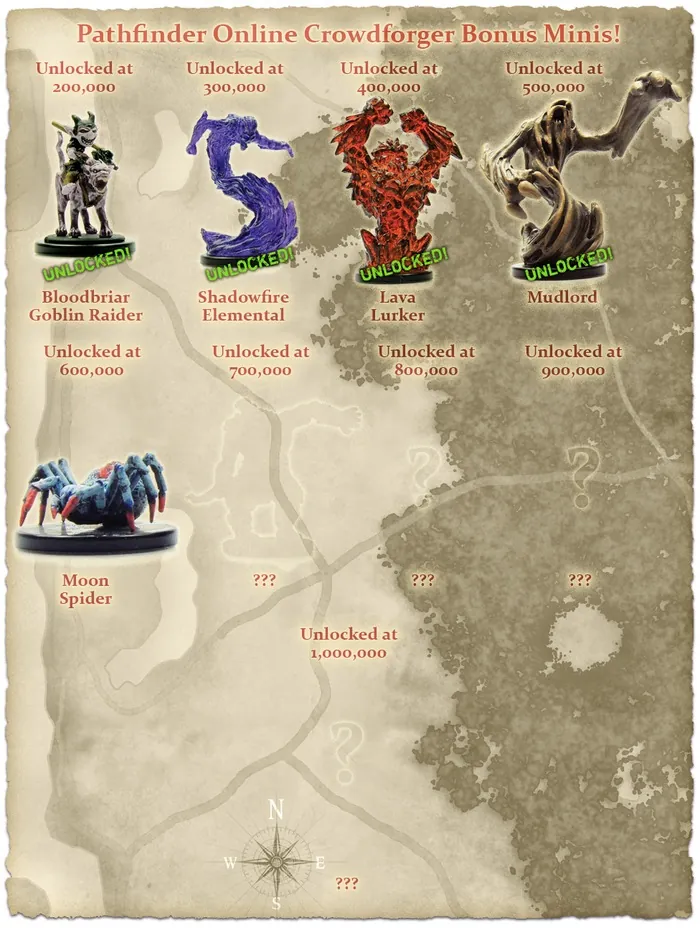 Pathfinder Online Crowdforger Bonus Minis!
Unlocked at
200,000
Unlocked at
300,000
Unlocked at
400,000
Unlocked at
500,000
UNLOCKED!
UNLOCKED!
UNLOCKED!
UNLOCKED!
Bloodbriar
Goblin Raider
Shadowfire
Elemental
Lava
Lurker
Mudlord
Unlocked at
600,000
Unlocked at
700,000
Unlocked at
800,000
Unlocked at
900,000
?
?
Moon
Spider
???
???
???
Unlocked at
1,000,000
?
N
W E
S
???